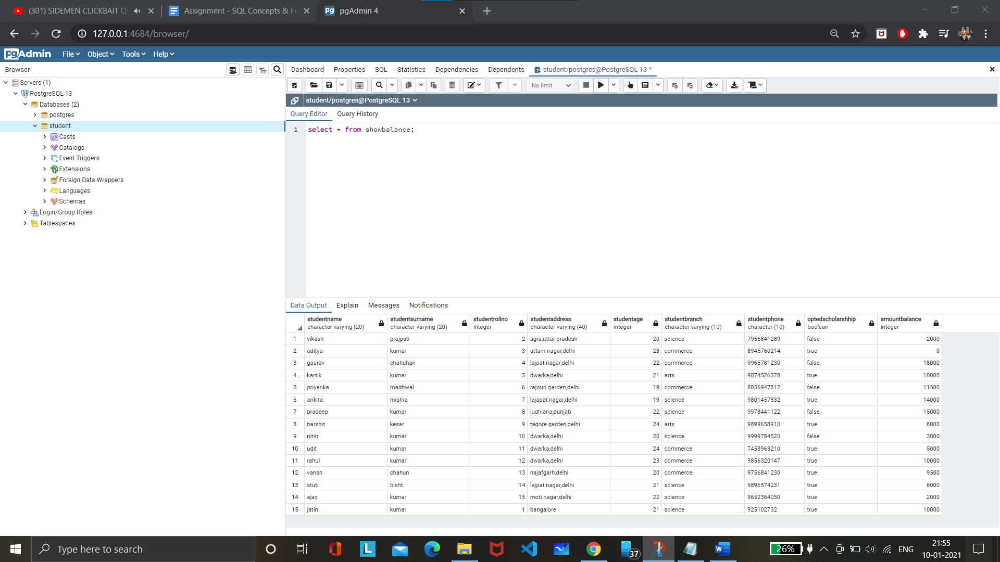 (301) SIDEMEN CLICKBAIT Q
Assignment - SQL Concepts & Fu
pgAdmin 4
127.0.0.1:4684/browser/
pgAdmin File Object Tools Help
Browser
Dashboard Properties SQL Statistics Dependencies Dependents student/postgres@PostgreSQL 13 *
Servers (1)
PostgreSQL 13
Databases (2)
postgres
student
Casts
Catalogs
Event Triggers
Extensions
Foreign Data Wrappers
Languages
Schemas
Login/Group Roles
Tablespaces
No limit
student/postgres@PostgreSQL 13
Query Editor Query History
1 select * from showbalance;
Data Output Explain Messages Notifications
studentname studentsurname studentrollno studentaddress studentage studentbranch studentphone optedscholarshhip amountbalance
character varying (20) character varying (20) integer character varying (40) integer character varying (10) character (10) boolean integer
1 vikash prajpati 2 agra,uttar pradesh 20 science 7956841289 false 2000
2 aditya kumar 3 uttam nagar,delhi 23 commerce 8945760214 true 0
3 gaurav chahuhan 4 lajpat nagar,delhi 22 commerce 9965781230 false 18000
4 kartik kumar 5 dwarka,delhi 21 arts 9874526378 true 10000
5 priyanka madhwal 6 rajouri garden,delhi 19 commerce 8856947812 false 11500
6 ankita mishra 7 lajapat nagar,delhi 19 science 9801457832 true 14000
7 pradeep kumar 8 ludhiana,punjab 22 science 9978441122 false 15000
8 harshit kesar 9 tagore garden,delhi 24 arts 9899658910 true 8000
9 nitin kumar 10 dwarka,delhi 20 science 9999784520 false 3000
10 udit kumar 11 dwarka,delhi 24 commerce 7458963210 true 5000
11 rahul kumar 12 dwarka,delhi 23 commerce 9856320147 true 10000
12 vansh chahun 13 najafgarh,delhi 20 commerce 9756841230 true 9500
13 stuti bisht 14 lajpat nagar,delhi 21 science 9896574231 true 6000
14 ajay kumar 15 moti nagar,delhi 22 science 9652364050 true 2000
15 jatin kumar 1 bangalore 21 science 925102732 true 10000
Type here to search
L
37
W
26%
ENG
21:55
10-01-2021